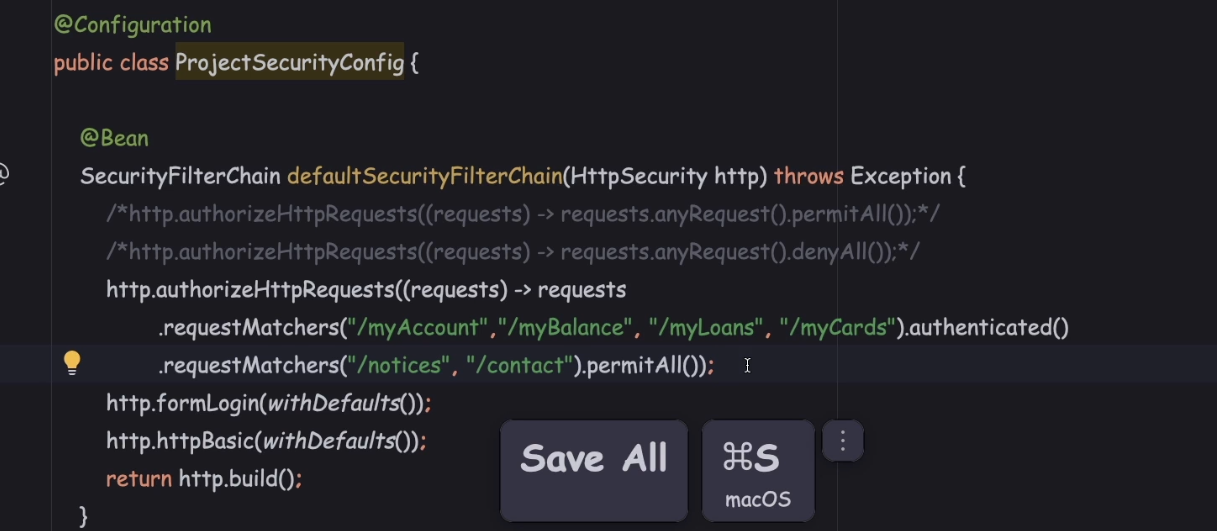 @Configuration
public class ProjectSecurityConfig {
@Bean
SecurityFilterChain defaultSecurityFilterChain(HttpSecurity http) throws Exception {
/*http.authorizeHttpRequests((requests) -> requests.anyRequest().permitAll());*/
/*http.authorizeHttpRequests((requests) -> requests.anyRequest().denyAll());*/
http.authorizeHttpRequests((requests) -> requests
.requestMatchers("/myAccount","/myBalance", "/myLoans", "/myCards").authenticated()
.requestMatchers("/notices", "/contact").permitAll());
http.formLogin(withDefaults());
http.httpBasic(withDefaults());
return http.build();
}
Save All
⌘S
macOS